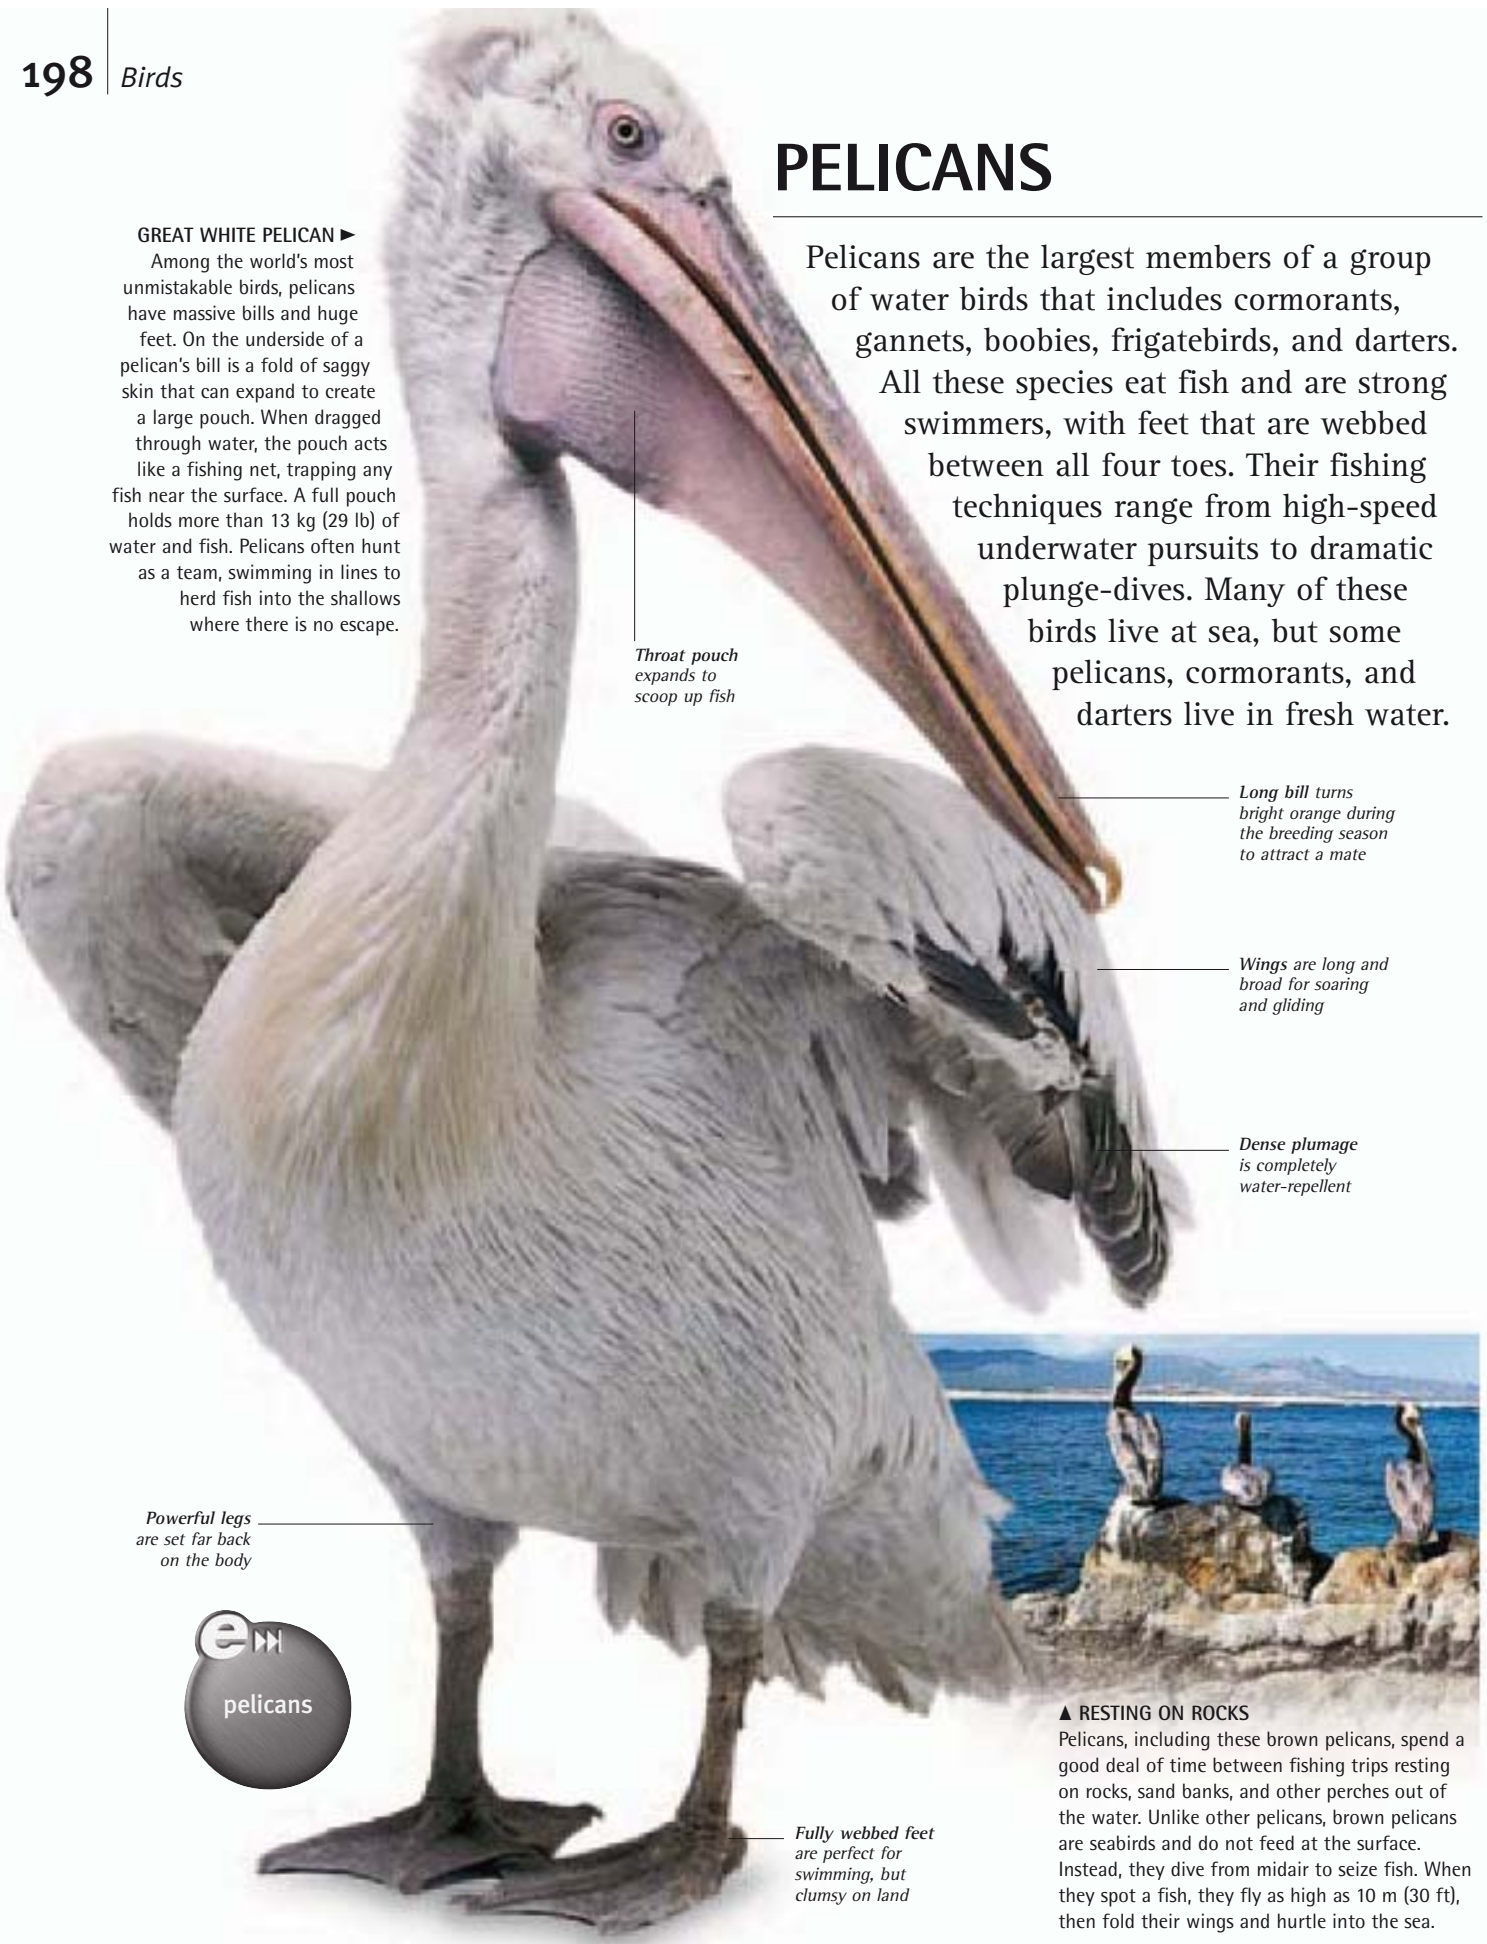 198
Birds
PELICANS
Pelicans are the largest members of a group
of water birds that includes cormorants,
gannets, boobies, frigatebirds, and darters.
All these species eat fish and are strong
swimmers, with feet that are webbed
between all four toes. Their fishing
techniques range from high-speed
underwater pursuits to dramatic
plunge-dives. Many of these
birds live at sea, but some
pelicans, cormorants, and
darters live in fresh water.
GREAT WHITE PELICAN ►
Among the world's most
unmistakable birds, pelicans
have massive bills and huge
feet. On the underside of a
pelican's bill is a fold of saggy
skin that can expand to create
a large pouch. When dragged
through water, the pouch acts
like a fishing net, trapping any
fish near the surface. A full pouch
holds more than 13 kg (29 lb) of
water and fish. Pelicans often hunt
as a team, swimming in lines to
herd fish into the shallows
where there is no escape.
Throat pouch
expands to
scoop up fish
Long bill turns
bright orange during
the breeding season
to attract a mate
Wings are long and
broad for soaring
and gliding
Dense plumage
is completely
water-repellent
Powerful legs
are set far back
on the body
e
pelicans
Fully webbed feet
are perfect for
swimming, but
clumsy on land
▲ RESTING ON ROCKS
Pelicans, including these brown pelicans, spend a
good deal of time between fishing trips resting
on rocks, sand banks, and other perches out of
the water. Unlike other pelicans, brown pelicans
are seabirds and do not feed at the surface.
Instead, they dive from midair to seize fish. When
they spot a fish, they fly as high as 10 m (30 ft),
then fold their wings and hurtle into the sea.